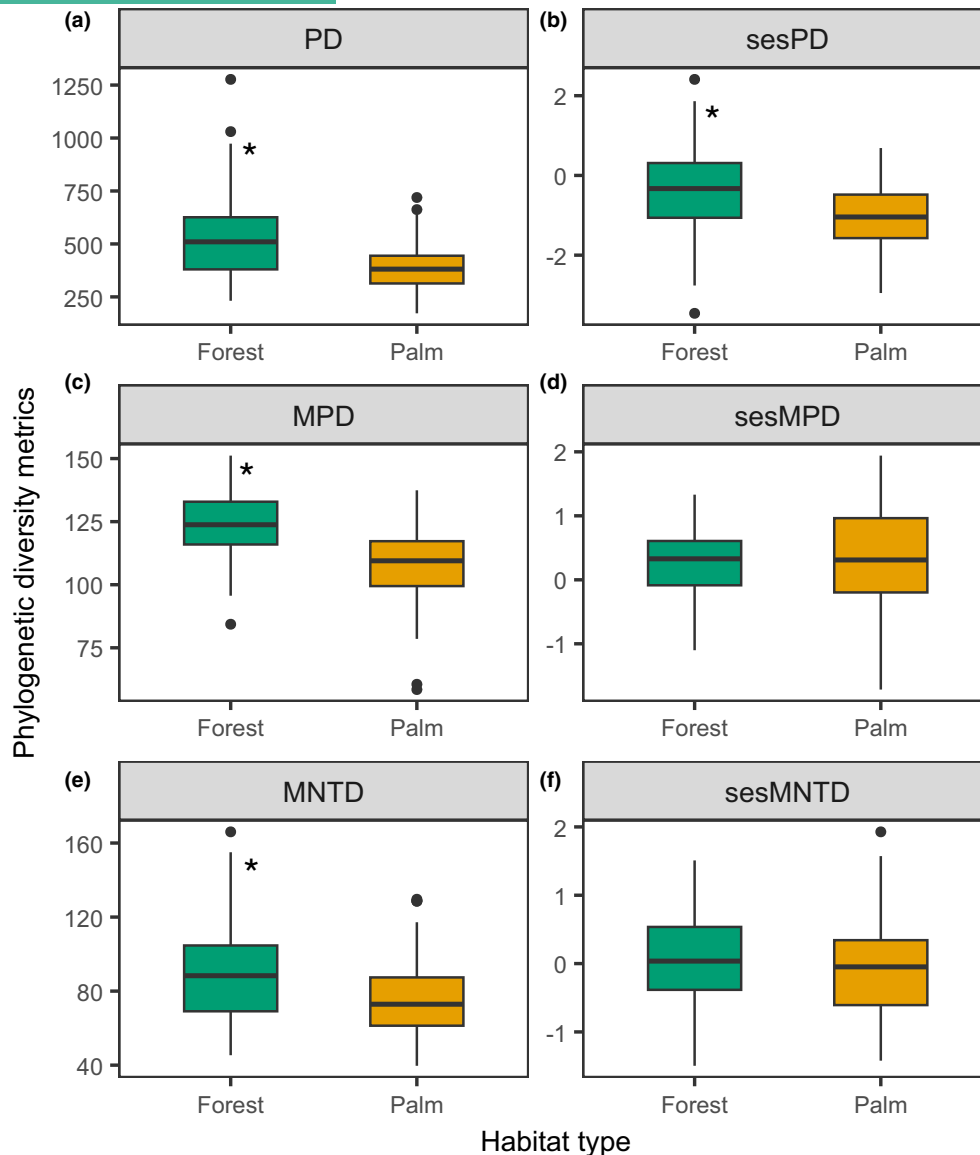 (a)
PD
1250
1000
750
500
250
*
Forest Palm
(b)
sesPD
2
0
-2
*
Forest Palm
(c)
MPD
150
125
100
75
*
Forest Palm
(d)
sesMPD
2
1
0
-1
Forest Palm
(e)
MNTD
160
120
80
40
*
Forest Palm
(f)
sesMNTD
2
1
0
-1
Forest Palm
Phylogenetic diversity metrics
Habitat type